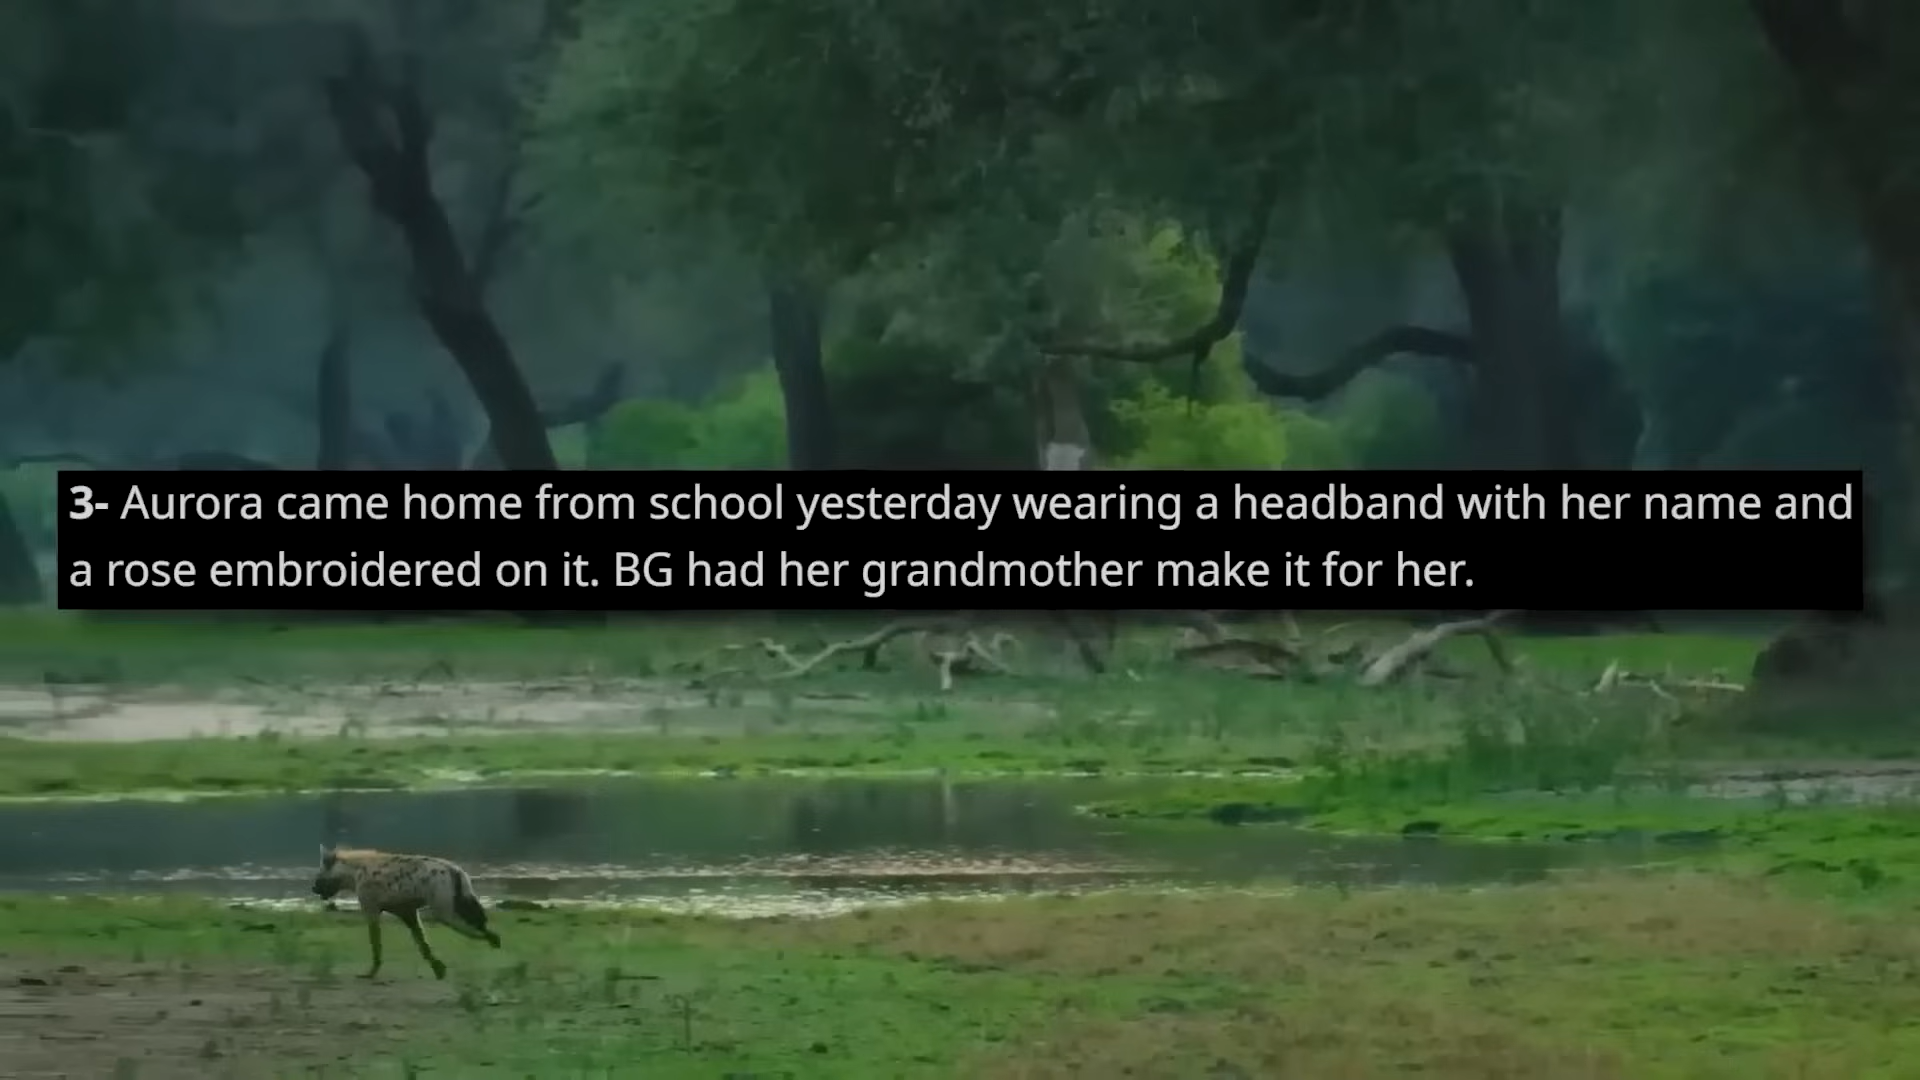 3- Aurora came home from school yesterday wearing a headband with her name and
a rose embroidered on it. BG had her grandmother make it for her.